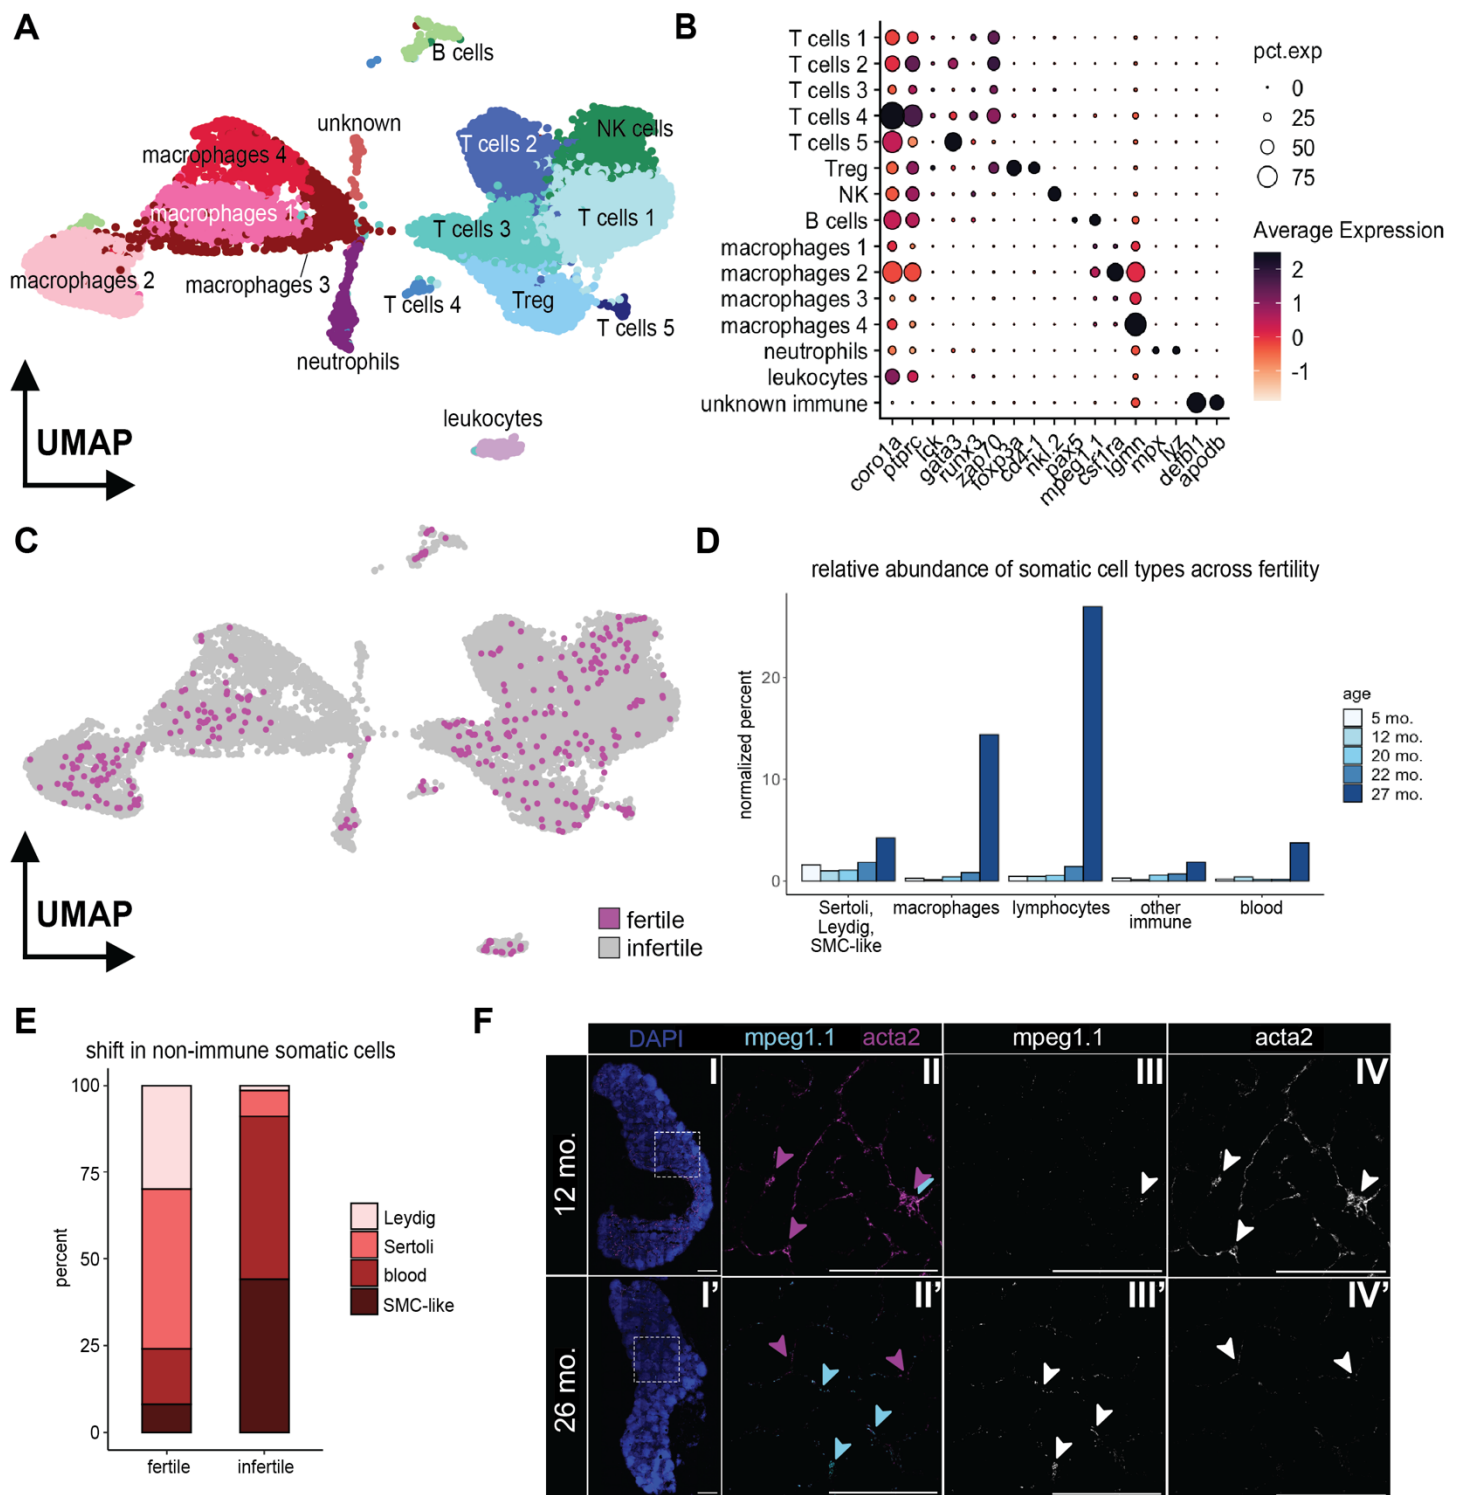 A
B cells
unknown
macrophages 4
T cells 2
NK cells
macrophages 1
T cells 1
T cells 3
macrophages 2
macrophages 3
T cells 4
Treg
T cells 5
neutrophils
leukocytes
UMAP
B
T cells 1
T cells 2
T cells 3
T cells 4
T cells 5
Treg
NK
B cells
macrophages 1
macrophages 2
macrophages 3
macrophages 4
neutrophils
leukocytes
unknown immune
coro1a
ptprc
lck
gata3
runx3
zap70
foxp3a
cd4-1
nkl.2
pax5
mpeg1.1
csf1ra
lgmn
mpx
lyz
defbl1
apodb
pct.exp
0
25
50
75
Average Expression
2
1
0
-1
C
UMAP
fertile
infertile
D
relative abundance of somatic cell types across fertility
normalized percent
20
10
0
Sertoli,
Leydig,
SMC-like
macrophages
lymphocytes
other
immune
blood
age
5 mo.
12 mo.
20 mo.
22 mo.
27 mo.
E
shift in non-immune somatic cells
percent
100
75
50
25
0
fertile
infertile
Leydig
Sertoli
blood
SMC-like
F
DAPI
mpeg1.1 acta2
mpeg1.1
acta2
12 mo.
I
II
III
IV
26 mo.
I'
II'
III'
IV'